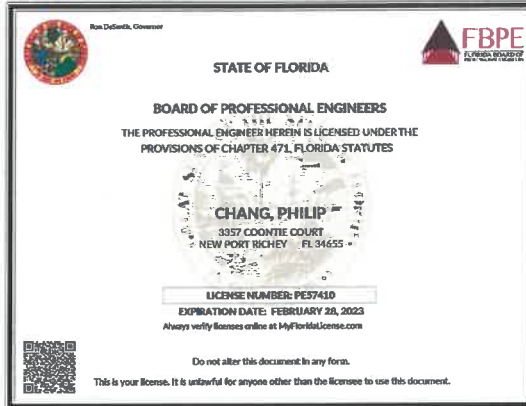 Ron DeSantis, Governor
FBPE
FLORIDA BOARD OF
STATE OF FLORIDA
BOARD OF PROFESSIONAL ENGINEERS
THE PROFESSIONAL ENGINEER HEREIN IS LICENSED UNDER THE
PROVISIONS OF CHAPTER 471, FLORIDA STATUTES
CHANG, PHILIP
3357 COONTIE COURT
NEW PORT RICHEY FL 34655
LICENSE NUMBER: PE57410
EXPIRATION DATE: FEBRUARY 28, 2023
Always verify licenses online at MyFloridaLicense.com
Do not alter this document in any form.
This is your license. It is unlawful for anyone other than the licensee to use this document.